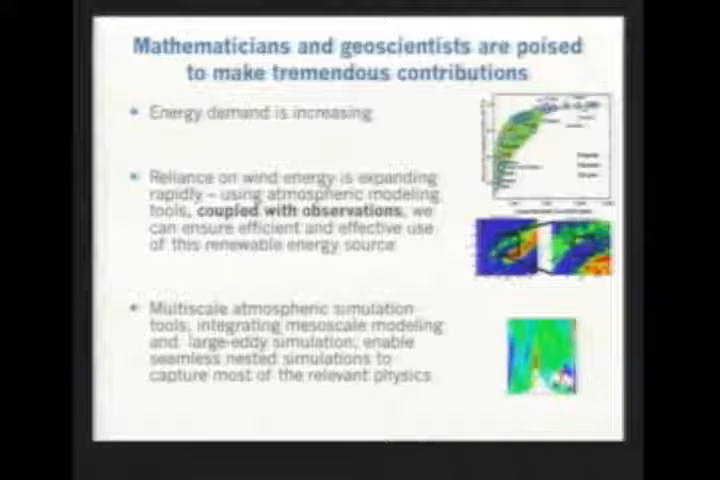 Mathematicians and geoscientists are poised
to make tremendous contributions
• Energy demand is increasing
• Reliance on wind energy is expanding
rapidly – using atmospheric modeling
tools, coupled with observations, we
can ensure efficient and effective use
of this renewable energy source
• Multiscale atmospheric simulation
tools, integrating mesoscale modeling
and large-eddy simulation, enable
seamless nested simulations to
capture most of the relevant physics